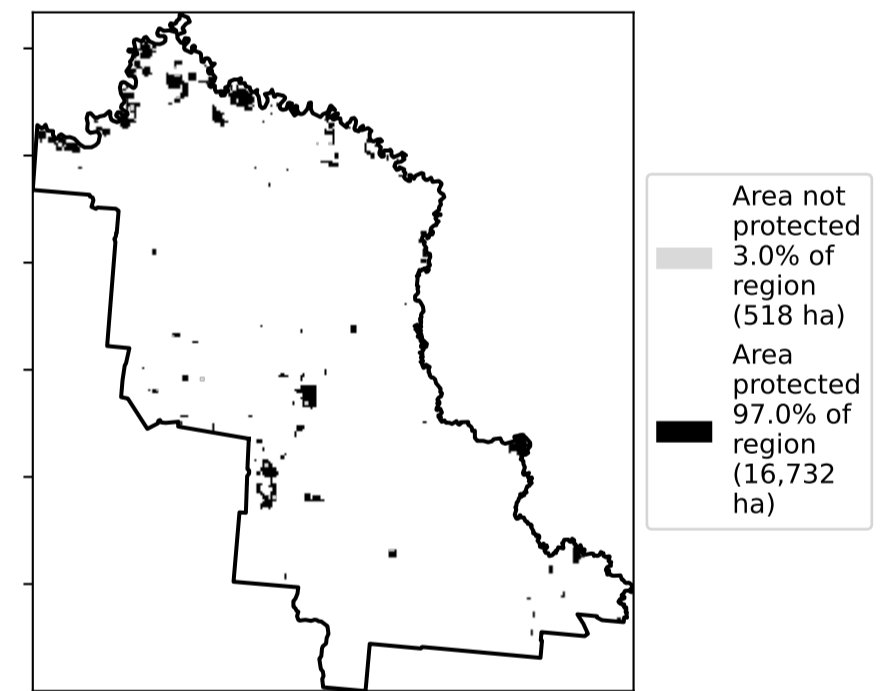 Area not
protected
3.0% of
region
(518 ha)
Area
protected
97.0% of
region
(16,732
ha)